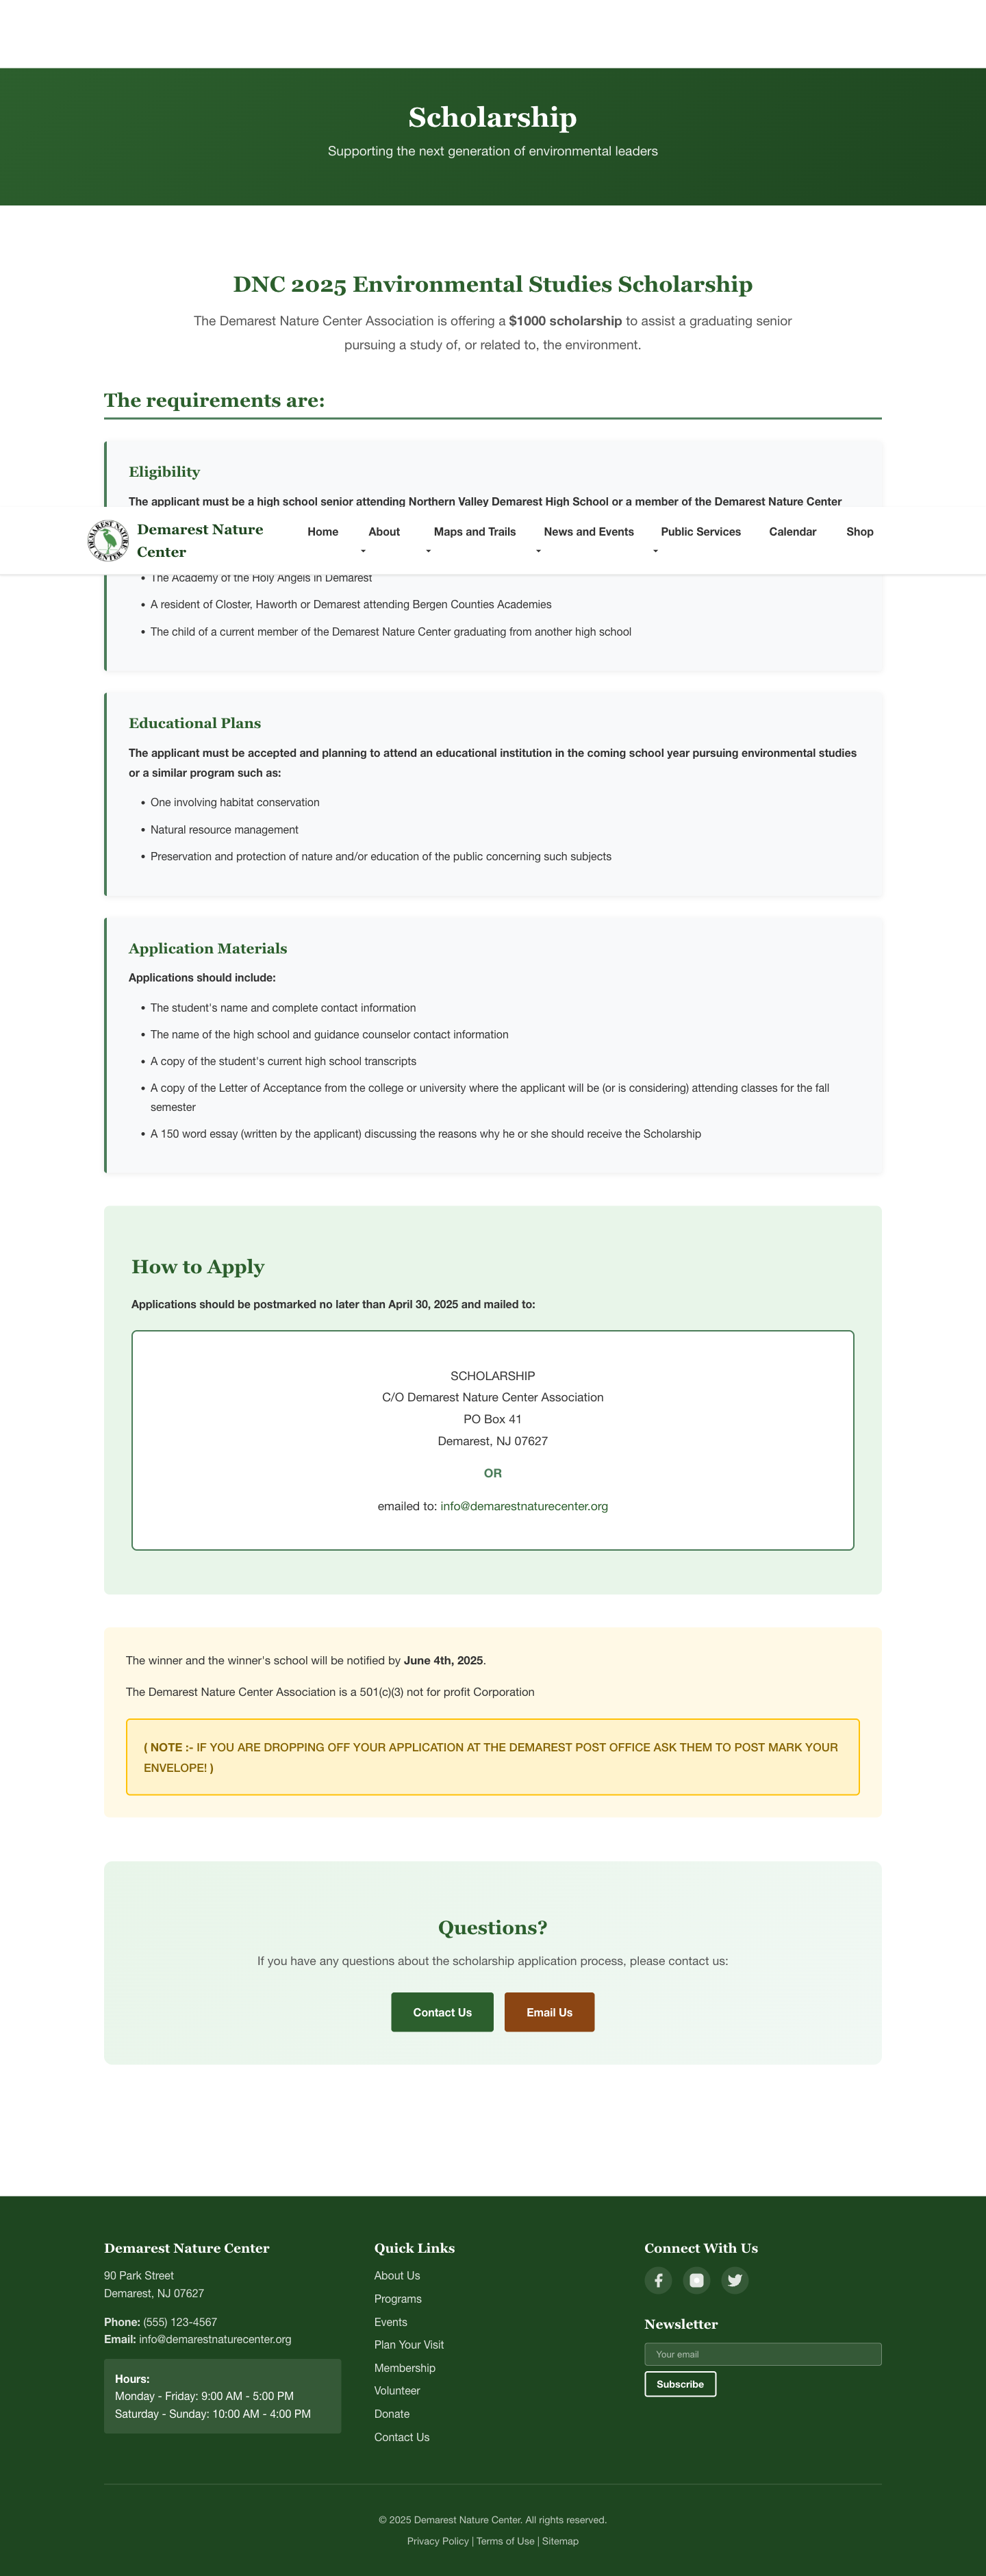 Scholarship
Supporting the next generation of environmental leaders
DNC 2025 Environmental Studies Scholarship
The Demarest Nature Center Association is offering a $1000 scholarship to assist a graduating senior
pursuing a study of, or related to, the environment.
The requirements are:
Eligibility
The applicant must be a high school senior attending Northern Valley Demarest High School or a member of the Demarest Nature Center
DEMAREST NATURE CENTER
Demarest Nature
Center
Home
About
Maps and Trails
News and Events
Public Services
Calendar
Shop
• The Academy of the Holy Angels in Demarest
• A resident of Closter, Haworth or Demarest attending Bergen Counties Academies
• The child of a current member of the Demarest Nature Center graduating from another high school
Educational Plans
The applicant must be accepted and planning to attend an educational institution in the coming school year pursuing environmental studies
or a similar program such as:
• One involving habitat conservation
• Natural resource management
• Preservation and protection of nature and/or education of the public concerning such subjects
Application Materials
Applications should include:
• The student's name and complete contact information
• The name of the high school and guidance counselor contact information
• A copy of the student's current high school transcripts
• A copy of the Letter of Acceptance from the college or university where the applicant will be (or is considering) attending classes for the fall
semester
• A 150 word essay (written by the applicant) discussing the reasons why he or she should receive the Scholarship
How to Apply
Applications should be postmarked no later than April 30, 2025 and mailed to:
SCHOLARSHIP
C/O Demarest Nature Center Association
PO Box 41
Demarest, NJ 07627
OR
emailed to: info@demarestnaturecenter.org
The winner and the winner's school will be notified by June 4th, 2025.
The Demarest Nature Center Association is a 501(c)(3) not for profit Corporation
( NOTE :- IF YOU ARE DROPPING OFF YOUR APPLICATION AT THE DEMAREST POST OFFICE ASK THEM TO POST MARK YOUR
ENVELOPE! )
Questions?
If you have any questions about the scholarship application process, please contact us:
Contact Us
Email Us
Demarest Nature Center
90 Park Street
Demarest, NJ 07627
Phone: (555) 123-4567
Email: info@demarestnaturecenter.org
Hours:
Monday - Friday: 9:00 AM - 5:00 PM
Saturday - Sunday: 10:00 AM - 4:00 PM
Quick Links
About Us
Programs
Events
Plan Your Visit
Membership
Volunteer
Donate
Contact Us
Connect With Us
Newsletter
Your email
Subscribe
© 2025 Demarest Nature Center. All rights reserved.
Privacy Policy | Terms of Use | Sitemap